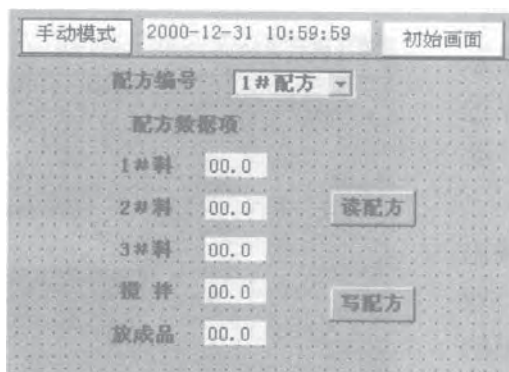 手动模式 2000-12-31 10:59:59 初始画面
配方编号 1#配方
配方数据项
1#料 00.0
2#料 00.0 读配方
3#料 00.0
搅拌 00.0 写配方
放成品 00.0